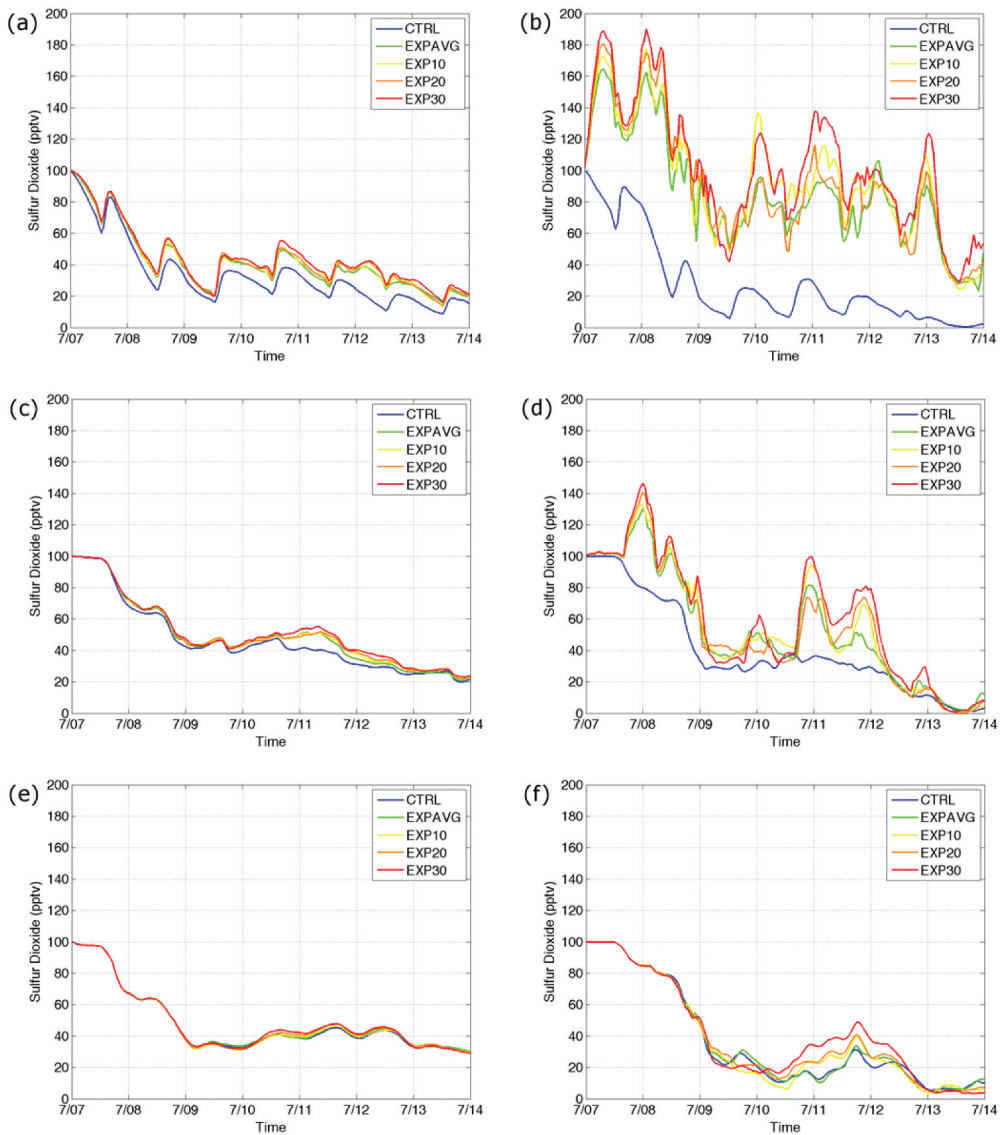 (a)
Sulfur Dioxide (pptv)
200
180
160
140
120
100
80
60
40
20
0
CTRL
EXPAVG
EXP10
EXP20
EXP30
7/07 7/08 7/09 7/10 7/11 7/12 7/13 7/14
Time
(b)
Sulfur Dioxide (pptv)
200
180
160
140
120
100
80
60
40
20
0
CTRL
EXPAVG
EXP10
EXP20
EXP30
7/07 7/08 7/09 7/10 7/11 7/12 7/13 7/14
Time
(c)
Sulfur Dioxide (pptv)
200
180
160
140
120
100
80
60
40
20
0
CTRL
EXPAVG
EXP10
EXP20
EXP30
7/07 7/08 7/09 7/10 7/11 7/12 7/13 7/14
Time
(d)
Sulfur Dioxide (pptv)
200
180
160
140
120
100
80
60
40
20
0
CTRL
EXPAVG
EXP10
EXP20
EXP30
7/07 7/08 7/09 7/10 7/11 7/12 7/13 7/14
Time
(e)
Sulfur Dioxide (pptv)
200
180
160
140
120
100
80
60
40
20
0
CTRL
EXPAVG
EXP10
EXP20
EXP30
7/07 7/08 7/09 7/10 7/11 7/12 7/13 7/14
Time
(f)
Sulfur Dioxide (pptv)
200
180
160
140
120
100
80
60
40
20
0
CTRL
EXPAVG
EXP10
EXP20
EXP30
7/07 7/08 7/09 7/10 7/11 7/12 7/13 7/14
Time